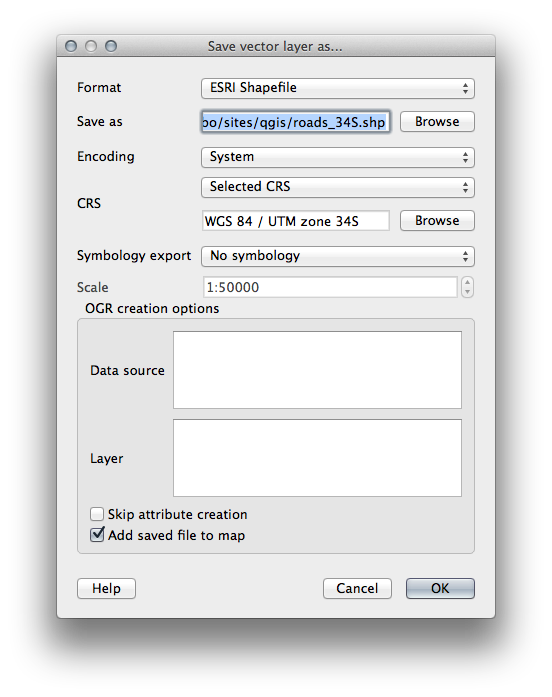 Save vector layer as...
Format ESRI Shapefile
Save as oo/sites/qgis/roads_34S.shp Browse
Encoding System
Selected CRS
CRS
WGS 84 / UTM zone 34S Browse
Symbology export No symbology
Scale 1:50000
OGR creation options
Data source
Layer
Skip attribute creation
Add saved file to map
Help Cancel OK